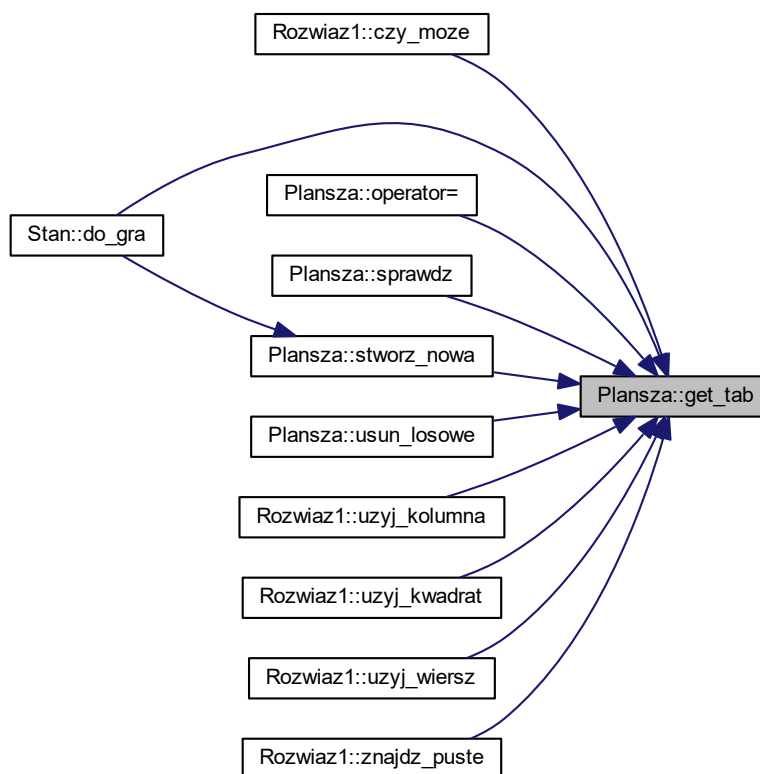 Rozwiaz1::czy_moze
Plansza::operator=
Stan::do_gra
Plansza::sprawdz
Plansza::stworz_nowa
Plansza::get_tab
Plansza::usun_losowe
Rozwiaz1::uzyj_kolumna
Rozwiaz1::uzyj_kwadrat
Rozwiaz1::uzyj_wiersz
Rozwiaz1::znajdz_puste